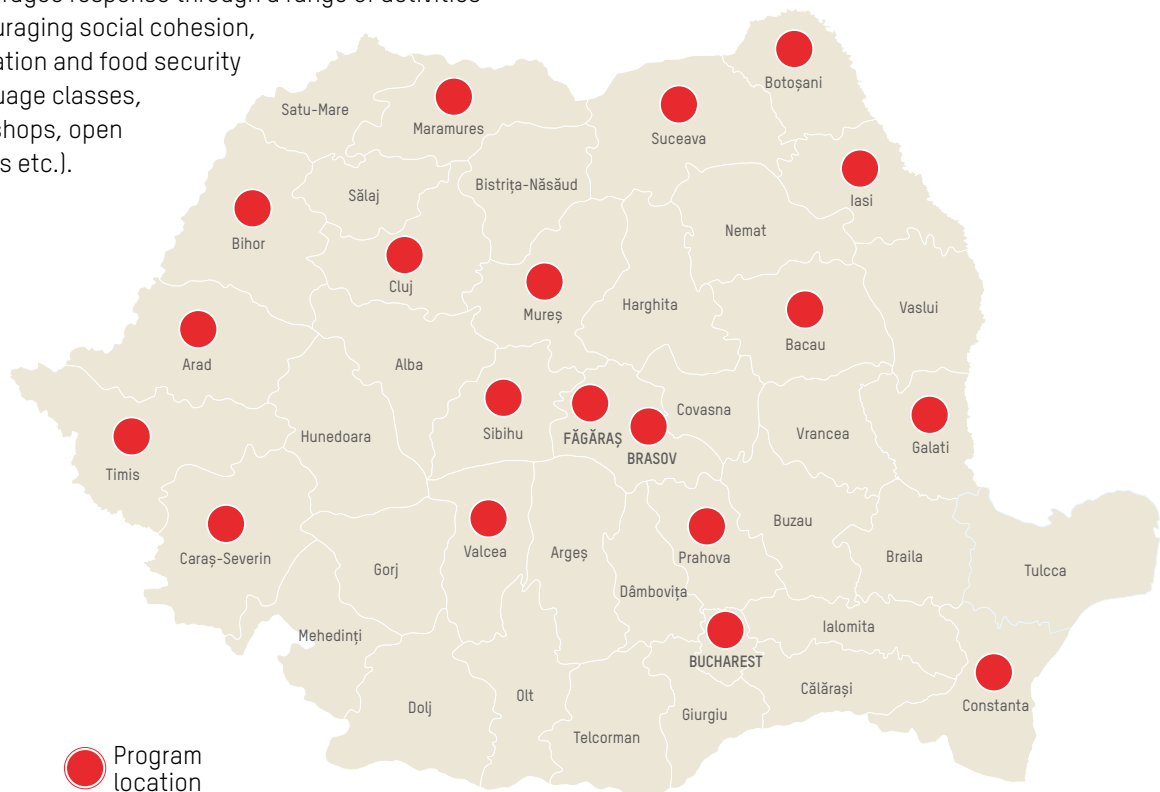 uraging social cohesion,
ation and food security
uage classes,
shops, open
s etc.).
Botoșani
Satu-Mare
Maramures
Suceava
Bistrița-Năsăud
Sălaj
Iasi
Nemat
Bihor
Cluj
Harghita
Vaslui
Mureș
Bacau
Arad
Alba
Covasna
Sibihu
FĂGĂRAȘ
Vrancea
Hunedoara
Galati
BRASOV
Timis
Buzau
Valcea
Argeș
Prahova
Braila
Caraș-Severin
Gorj
Tulcca
Dâmbovița
Ialomita
Mehedinți
BUCHAREST
Călărași
Olt
Constanta
Dolj
Giurgiu
Telcorman
Program
location